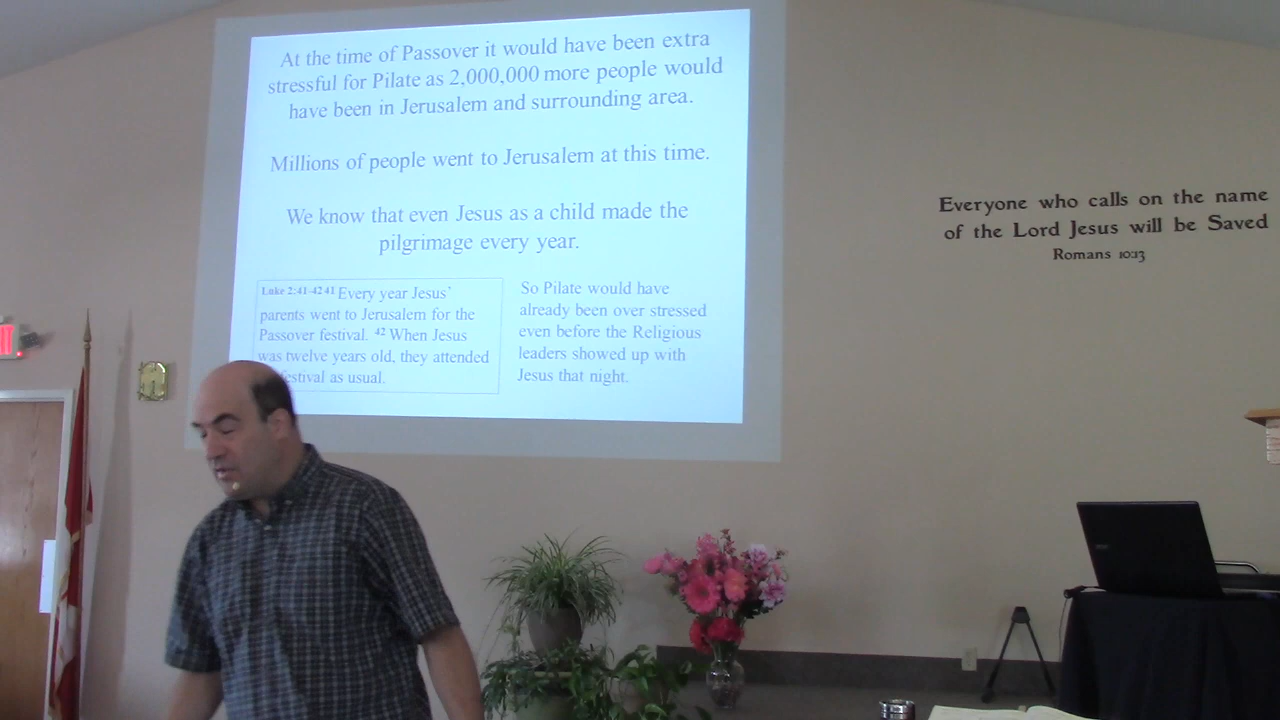 At the time of Passover it would have been extra
stressful for Pilate as 2,000,000 more people would
have been in Jerusalem and surrounding area.
Millions of people went to Jerusalem at this time.
We know that even Jesus as a child made the
pilgrimage every year.
Luke 2:41-42 41 Every year Jesus'
parents went to Jerusalem for the
Passover festival. 42 When Jesus
was twelve years old, they attended
festival as usual.
So Pilate would have
already been over stressed
even before the Religious
leaders showed up with
Jesus that night.
Everyone who calls on the name
of the Lord Jesus will be Saved
Romans 10:13